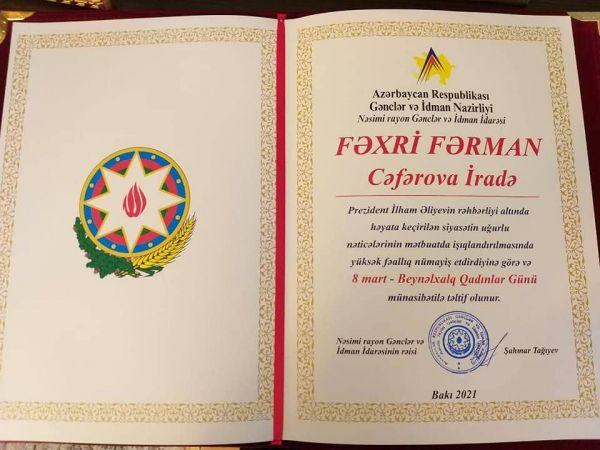 Azərbaycan Respublikası
Gənclər və İdman Nazirliyi
Nəsimi rayon Gənclər və İdman İdarəsi
FƏXRİ FƏRMAN
Cəfərova İradə
Prezident İlham Əliyevin rəhbərliyi altında
həyata keçirilən siyasətin uğurlu
nəticələrinin mətbuatda işıqlandırılmasında
yüksək fəallıq nümayiş etdirdiyinə görə və
8 mart - Beynəlxalq Qadınlar Günü
münasibətilə təltif olunur.
Nəsimi rayon Gənclər və
İdman İdarəsinin rəisi
Şahmar Tağıyev
Bakı 2021